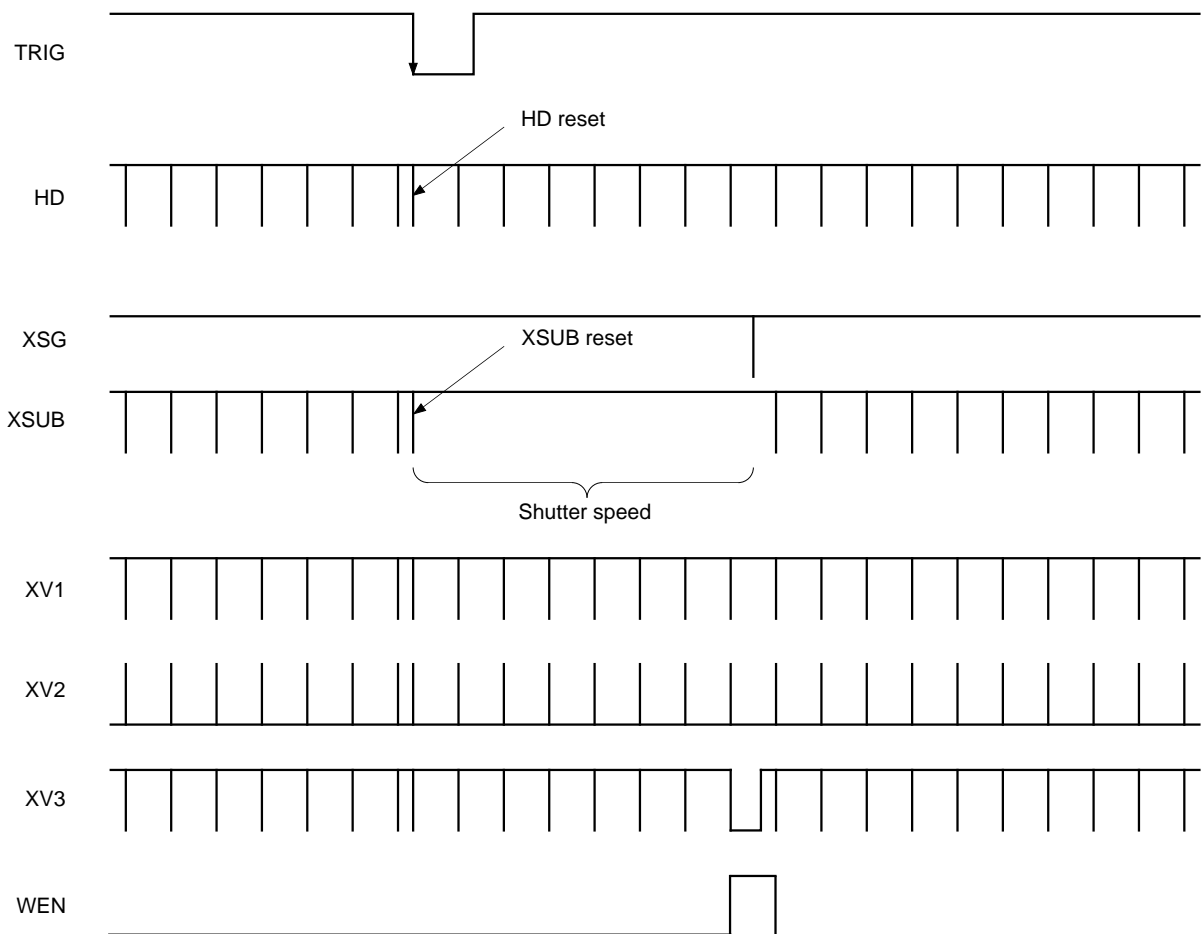 TRIG
HD reset
HD
XSG
XSUB reset
XSUB
Shutter speed
XV1
XV2
XV3
WEN